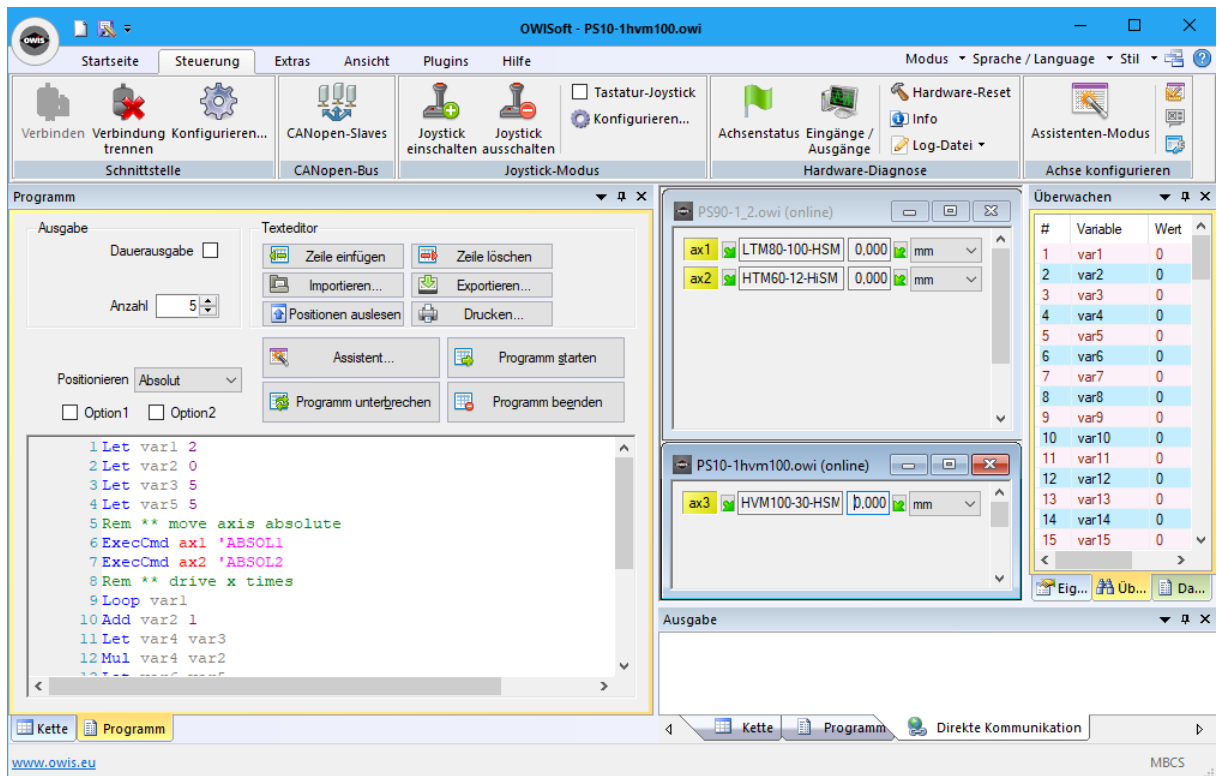 owis
OWISoft - PS10-1hvm100.owi
Startseite Steuerung Extras Ansicht Plugins Hilfe Modus Sprache / Language Stil
Verbinden
Verbindung trennen
Konfigurieren...
Schnittstelle
CANopen-Slaves
CANopen-Bus
Joystick einschalten
Joystick ausschalten
Tastatur-Joystick
Konfigurieren...
Joystick-Modus
Achsenstatus
Eingänge / Ausgänge
Hardware-Reset
Info
Log-Datei
Hardware-Diagnose
Assistenten-Modus
Achse konfigurieren
Programm
Ausgabe
Dauerausgabe
Anzahl 5
Texteditor
Zeile einfügen Zeile löschen
Importieren... Exportieren...
Positionen auslesen Drucken...
Positionieren Absolut
Option1 Option2
Assistent... Programm starten
Programm unterbrechen Programm beenden
1 Let var1 2
2 Let var2 0
3 Let var3 5
4 Let var5 5
5 Rem ** move axis absolute
6 ExecCmd ax1 'ABSOL1
7 ExecCmd ax2 'ABSOL2
8 Rem ** drive x times
9 Loop var1
10 Add var2 1
11 Let var4 var3
12 Mul var4 var2
Kette Programm
PS90-1_2.owi (online)
ax1 LTM80-100-HSM 0,000 mm
ax2 HTM60-12-HiSM 0,000 mm
PS10-1hvm100.owi (online)
ax3 HVM100-30-HSM 0,000 mm
Überwachen
# Variable Wert
1 var1 0
2 var2 0
3 var3 0
4 var4 0
5 var5 0
6 var6 0
7 var7 0
8 var8 0
9 var9 0
10 var10 0
11 var11 0
12 var12 0
13 var13 0
14 var14 0
15 var15 0
Eig... Üb... Da...
Ausgabe
Kette Programm Direkte Kommunikation
www.owis.eu
MBCS